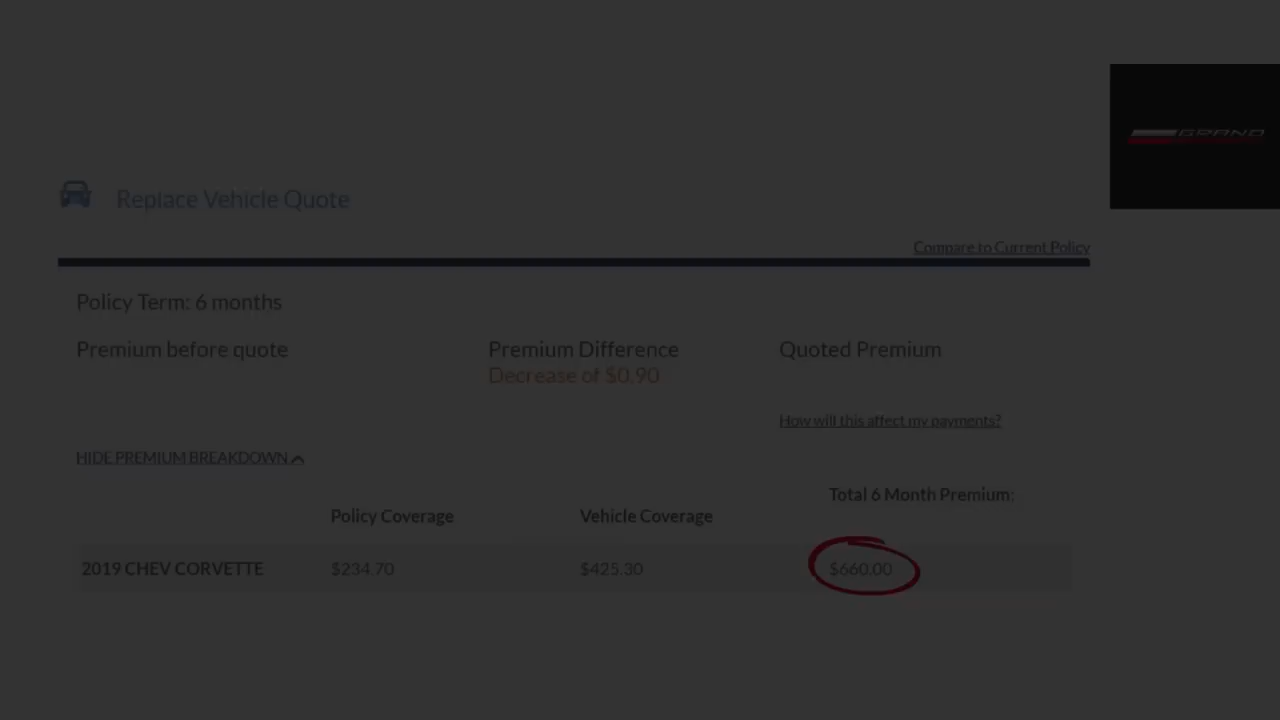 GRAND
Replace Vehicle Quote
Compare to Current Policy
Policy Term: 6 months
Premium before quote
Premium Difference
Quoted Premium
Decrease of $0.90
How will this affect my payments?
HIDE PREMIUM BREAKDOWN
Total 6 Month Premium:
Policy Coverage
Vehicle Coverage
2019 CHEV CORVETTE
$234.70
$425.30
$660.00